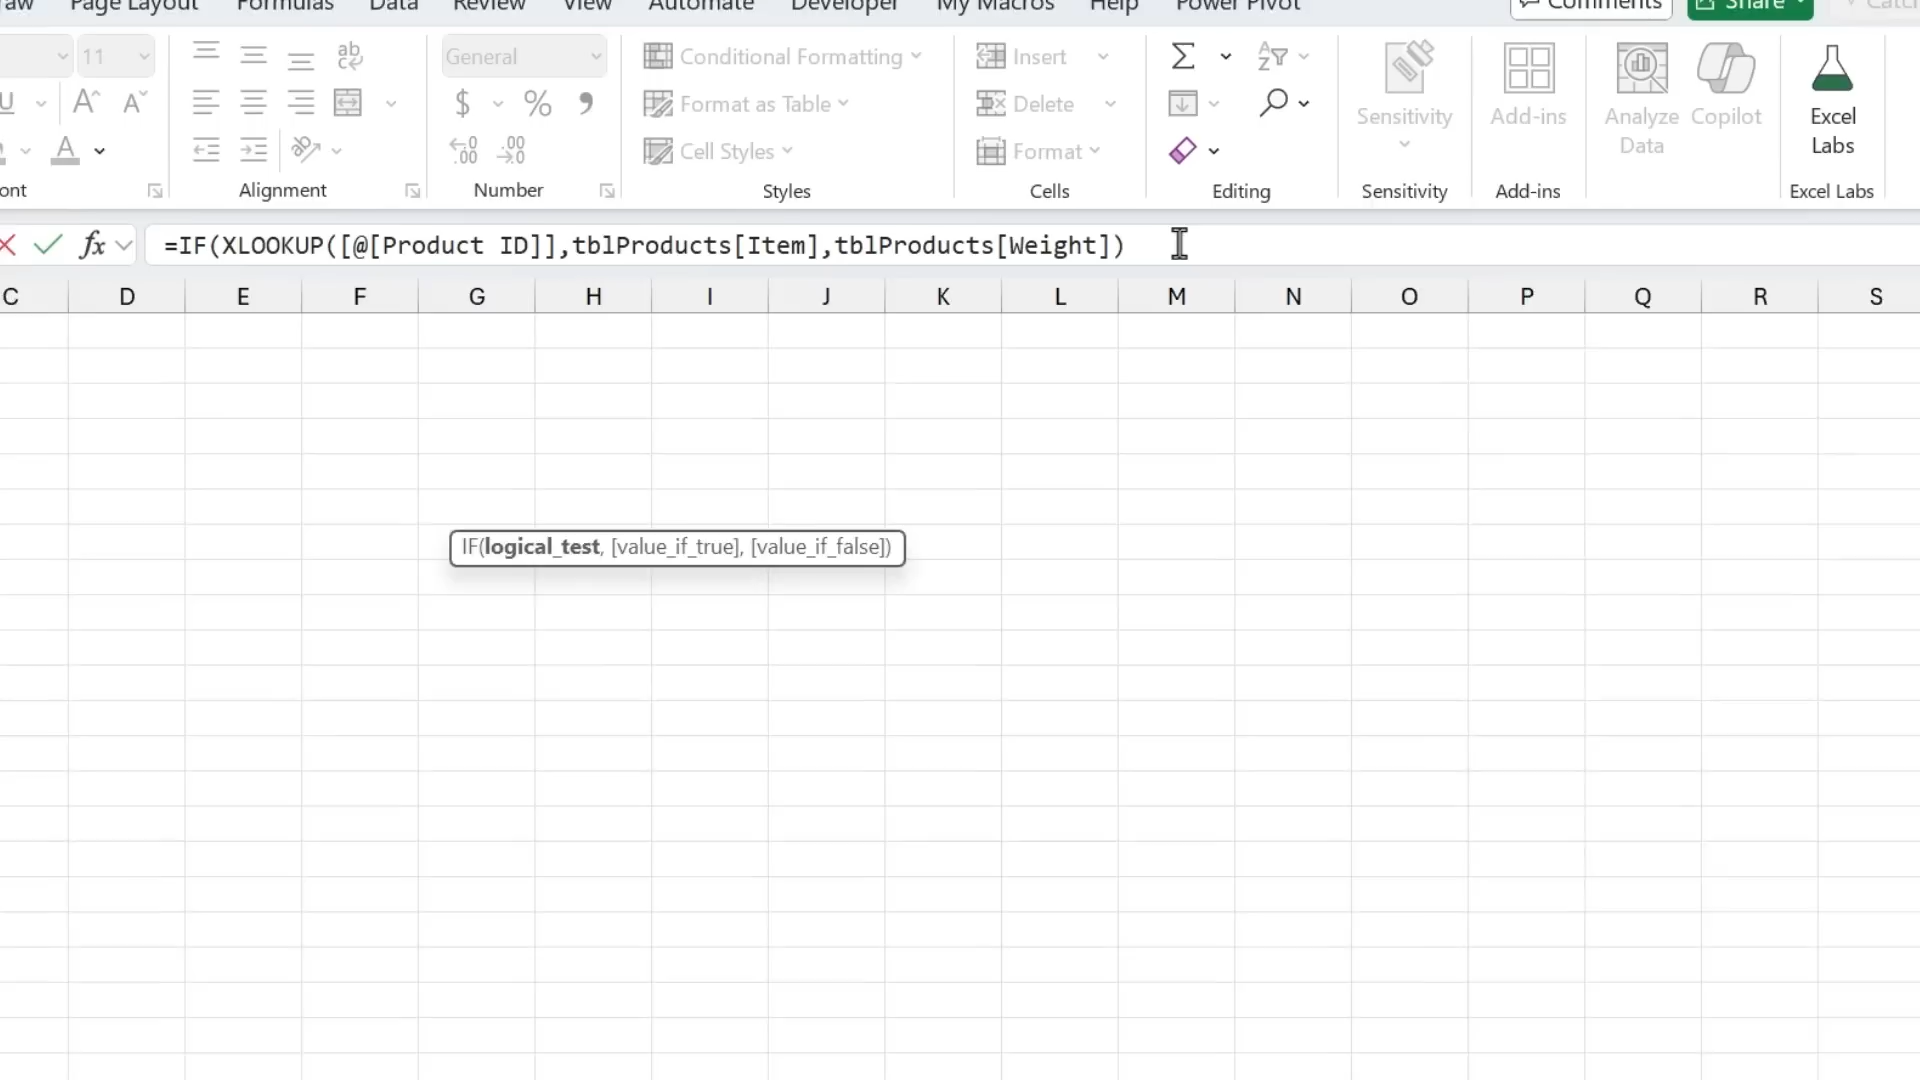 Page Layout Formulas Data Review View Automate Developer My Macros Help Power Pivot Comments Share
11 General Conditional Formatting Insert
Format as Table Delete Sensitivity Add-ins Analyze Data Copilot Excel Labs
Cell Styles Format
Alignment Number Styles Cells Editing Sensitivity Add-ins Excel Labs
=IF(XLOOKUP([@[Product ID]],tblProducts[Item],tblProducts[Weight])
C D E F G H I J K L M N O P Q R S
IF(logical_test, [value_if_true], [value_if_false])